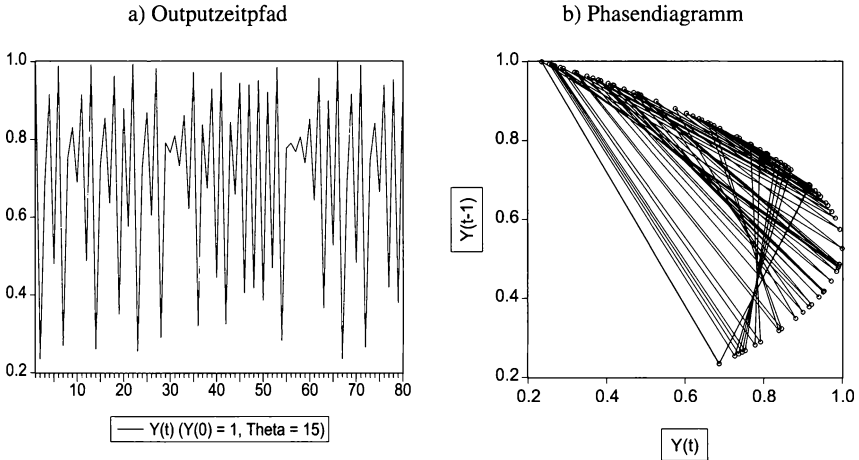 a) Outputzeitpfad
1.0
0.8
0.6
0.4
0.2
10 20 30 40 50 60 70 80
Y(t) (Y(0) = 1, Theta = 15)
b) Phasendiagramm
Y(t-1)
1.0
0.8
0.6
0.4
0.2
0.2 0.4 0.6 0.8 1.0
Y(t)